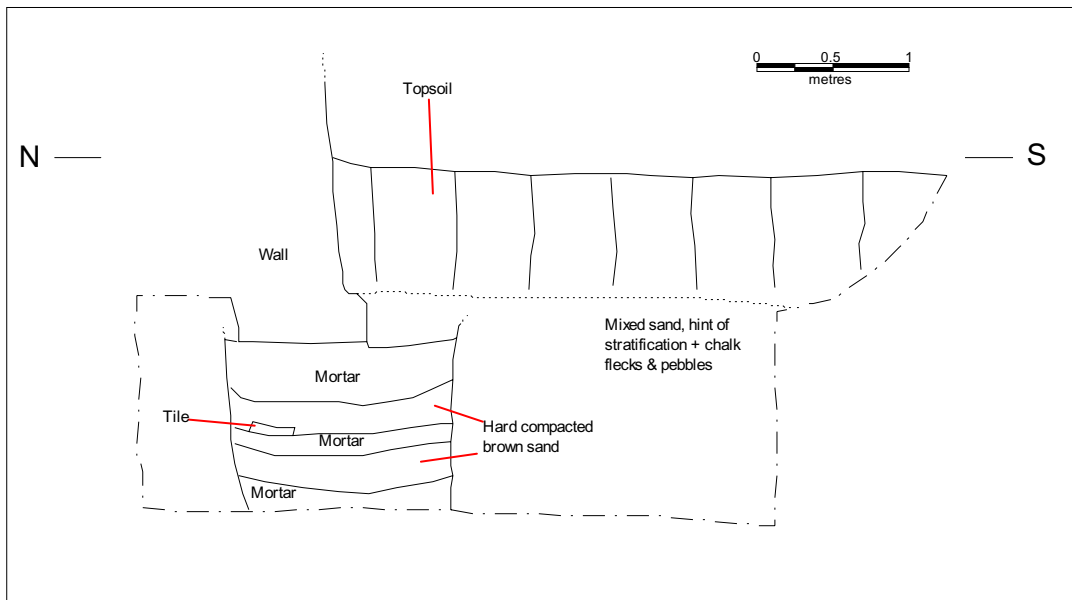 0 0.5 1
metres
Topsoil
N
S
Wall
Mixed sand, hint of
stratification + chalk
flecks & pebbles
Mortar
Tile
Hard compacted
brown sand
Mortar
Mortar